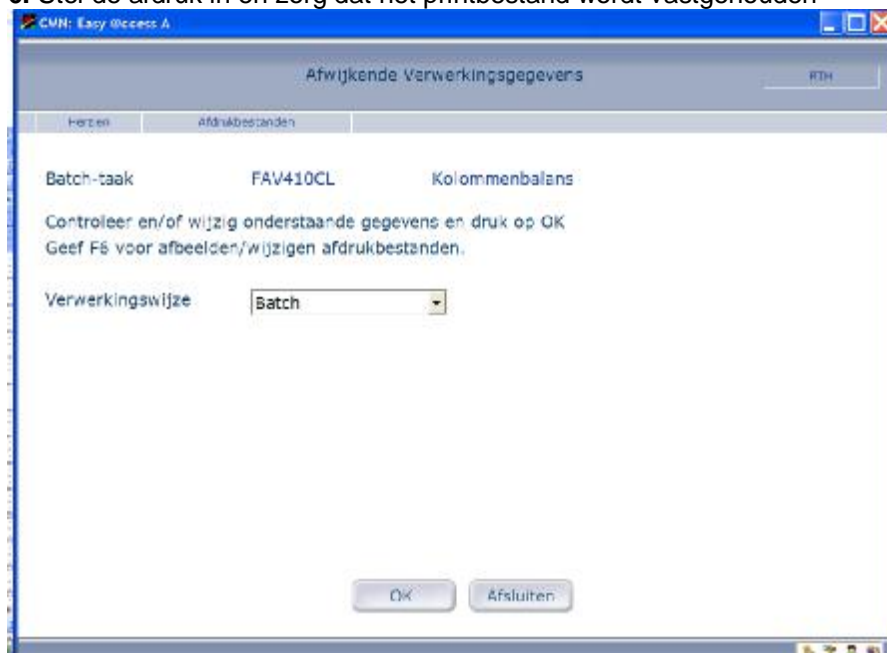 Stel de afdruk in en zorg dat het printbestand wordt vastgehouden
CMN: Easy @ccess A
Afwijkende Verwerkingsgegevens
RTH
Herzien Afdrukbestanden
Batch-taak FAV410CL Kolommenbalans
Controleer en/of wijzig onderstaande gegevens en druk op OK
Geef F6 voor afbeelden/wijzigen afdrukbestanden.
Verwerkingswijze Batch
OK Afsluiten